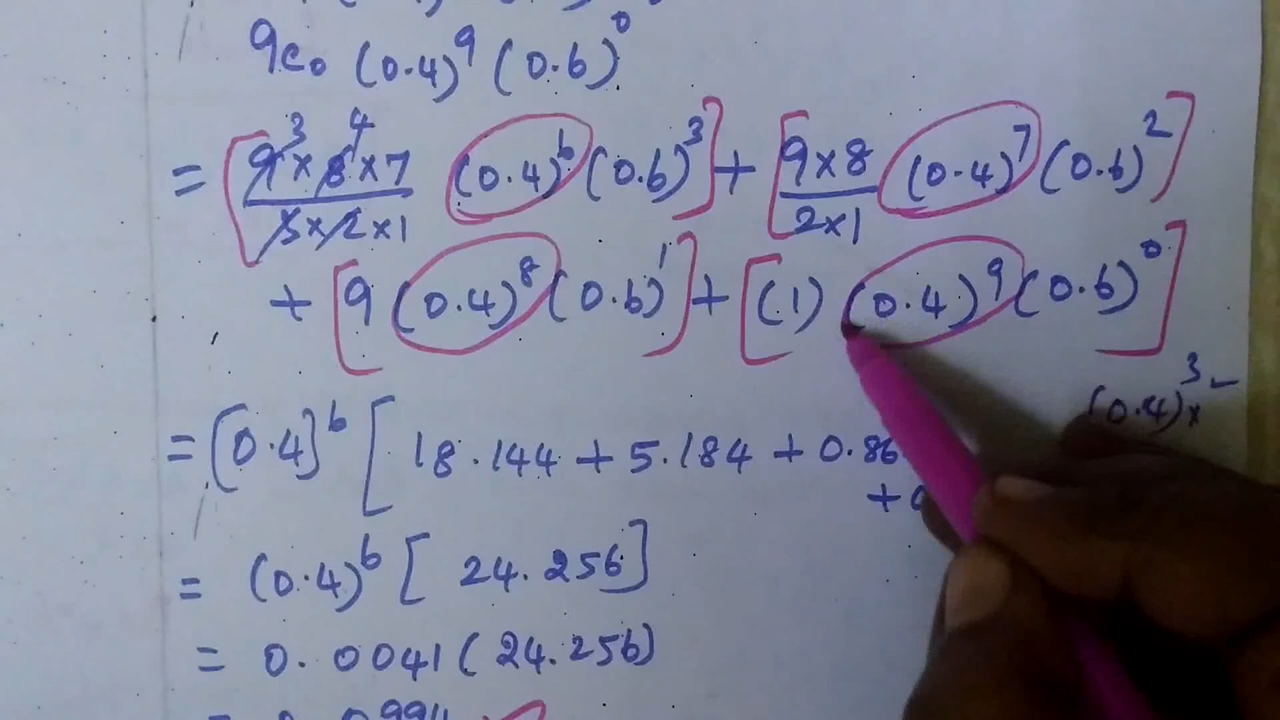 9c₀ (0.4)⁹ (0.6)⁰
= [9³×8⁴×7/3×2×1 (0.4)⁶ (0.6)³] + [9×8/2×1 (0.4)⁷ (0.6)²]
+ [9 (0.4)⁸ (0.6)¹] + [(1) (0.4)⁹ (0.6)⁰]
(0.4)³×
= [0.4]⁶ [18.144 + 5.184 + 0.86
+
= (0.4)⁶ [24.256]
= 0.0041 (24.256)